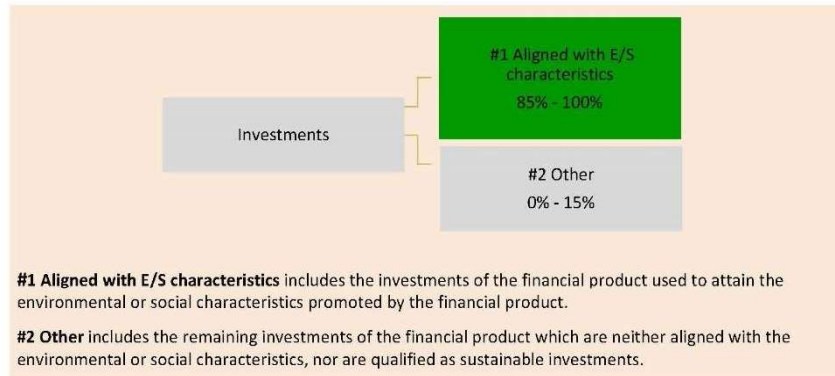 #1 Aligned with E/S
characteristics
85% - 100%
Investments
#2 Other
0% - 15%
#1 Aligned with E/S characteristics includes the investments of the financial product used to attain the
environmental or social characteristics promoted by the financial product.
#2 Other includes the remaining investments of the financial product which are neither aligned with the
environmental or social characteristics, nor are qualified as sustainable investments.